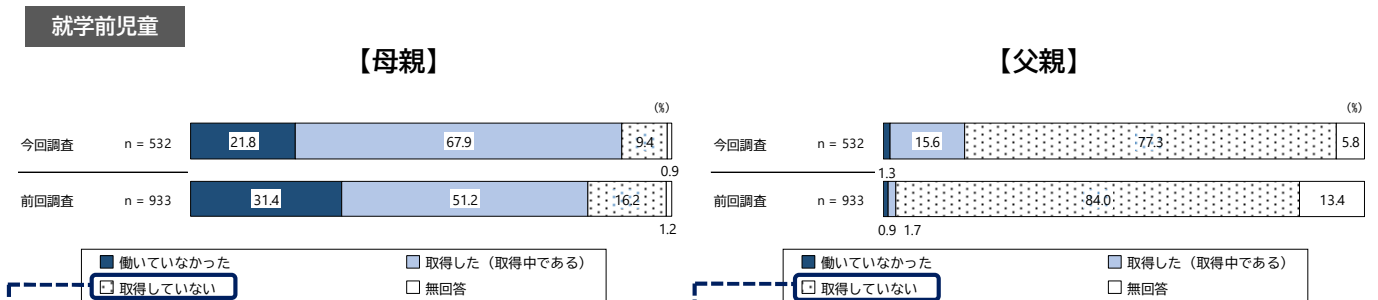 就学前児童
【母親】
(%)
今回調査 n = 532 21.8 67.9 9.4 0.9
前回調査 n = 933 31.4 51.2 16.2 1.2
働いていなかった 取得した（取得中である）
取得していない 無回答
【父親】
(%)
今回調査 n = 532 1.3 15.6 77.3 5.8
前回調査 n = 933 0.9 1.7 84.0 13.4
働いていなかった 取得した（取得中である）
取得していない 無回答